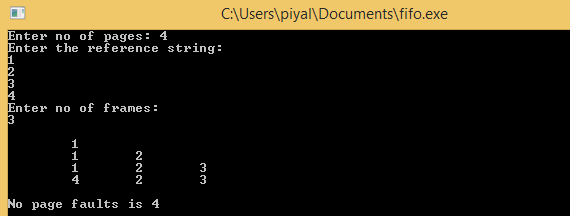 C:\Users\piyal\Documents\fifo.exe
Enter no of pages: 4
Enter the reference string:
1
2
3
4
Enter no of frames:
3
1
1 2
1 2 3
4 2 3
No page faults is 4